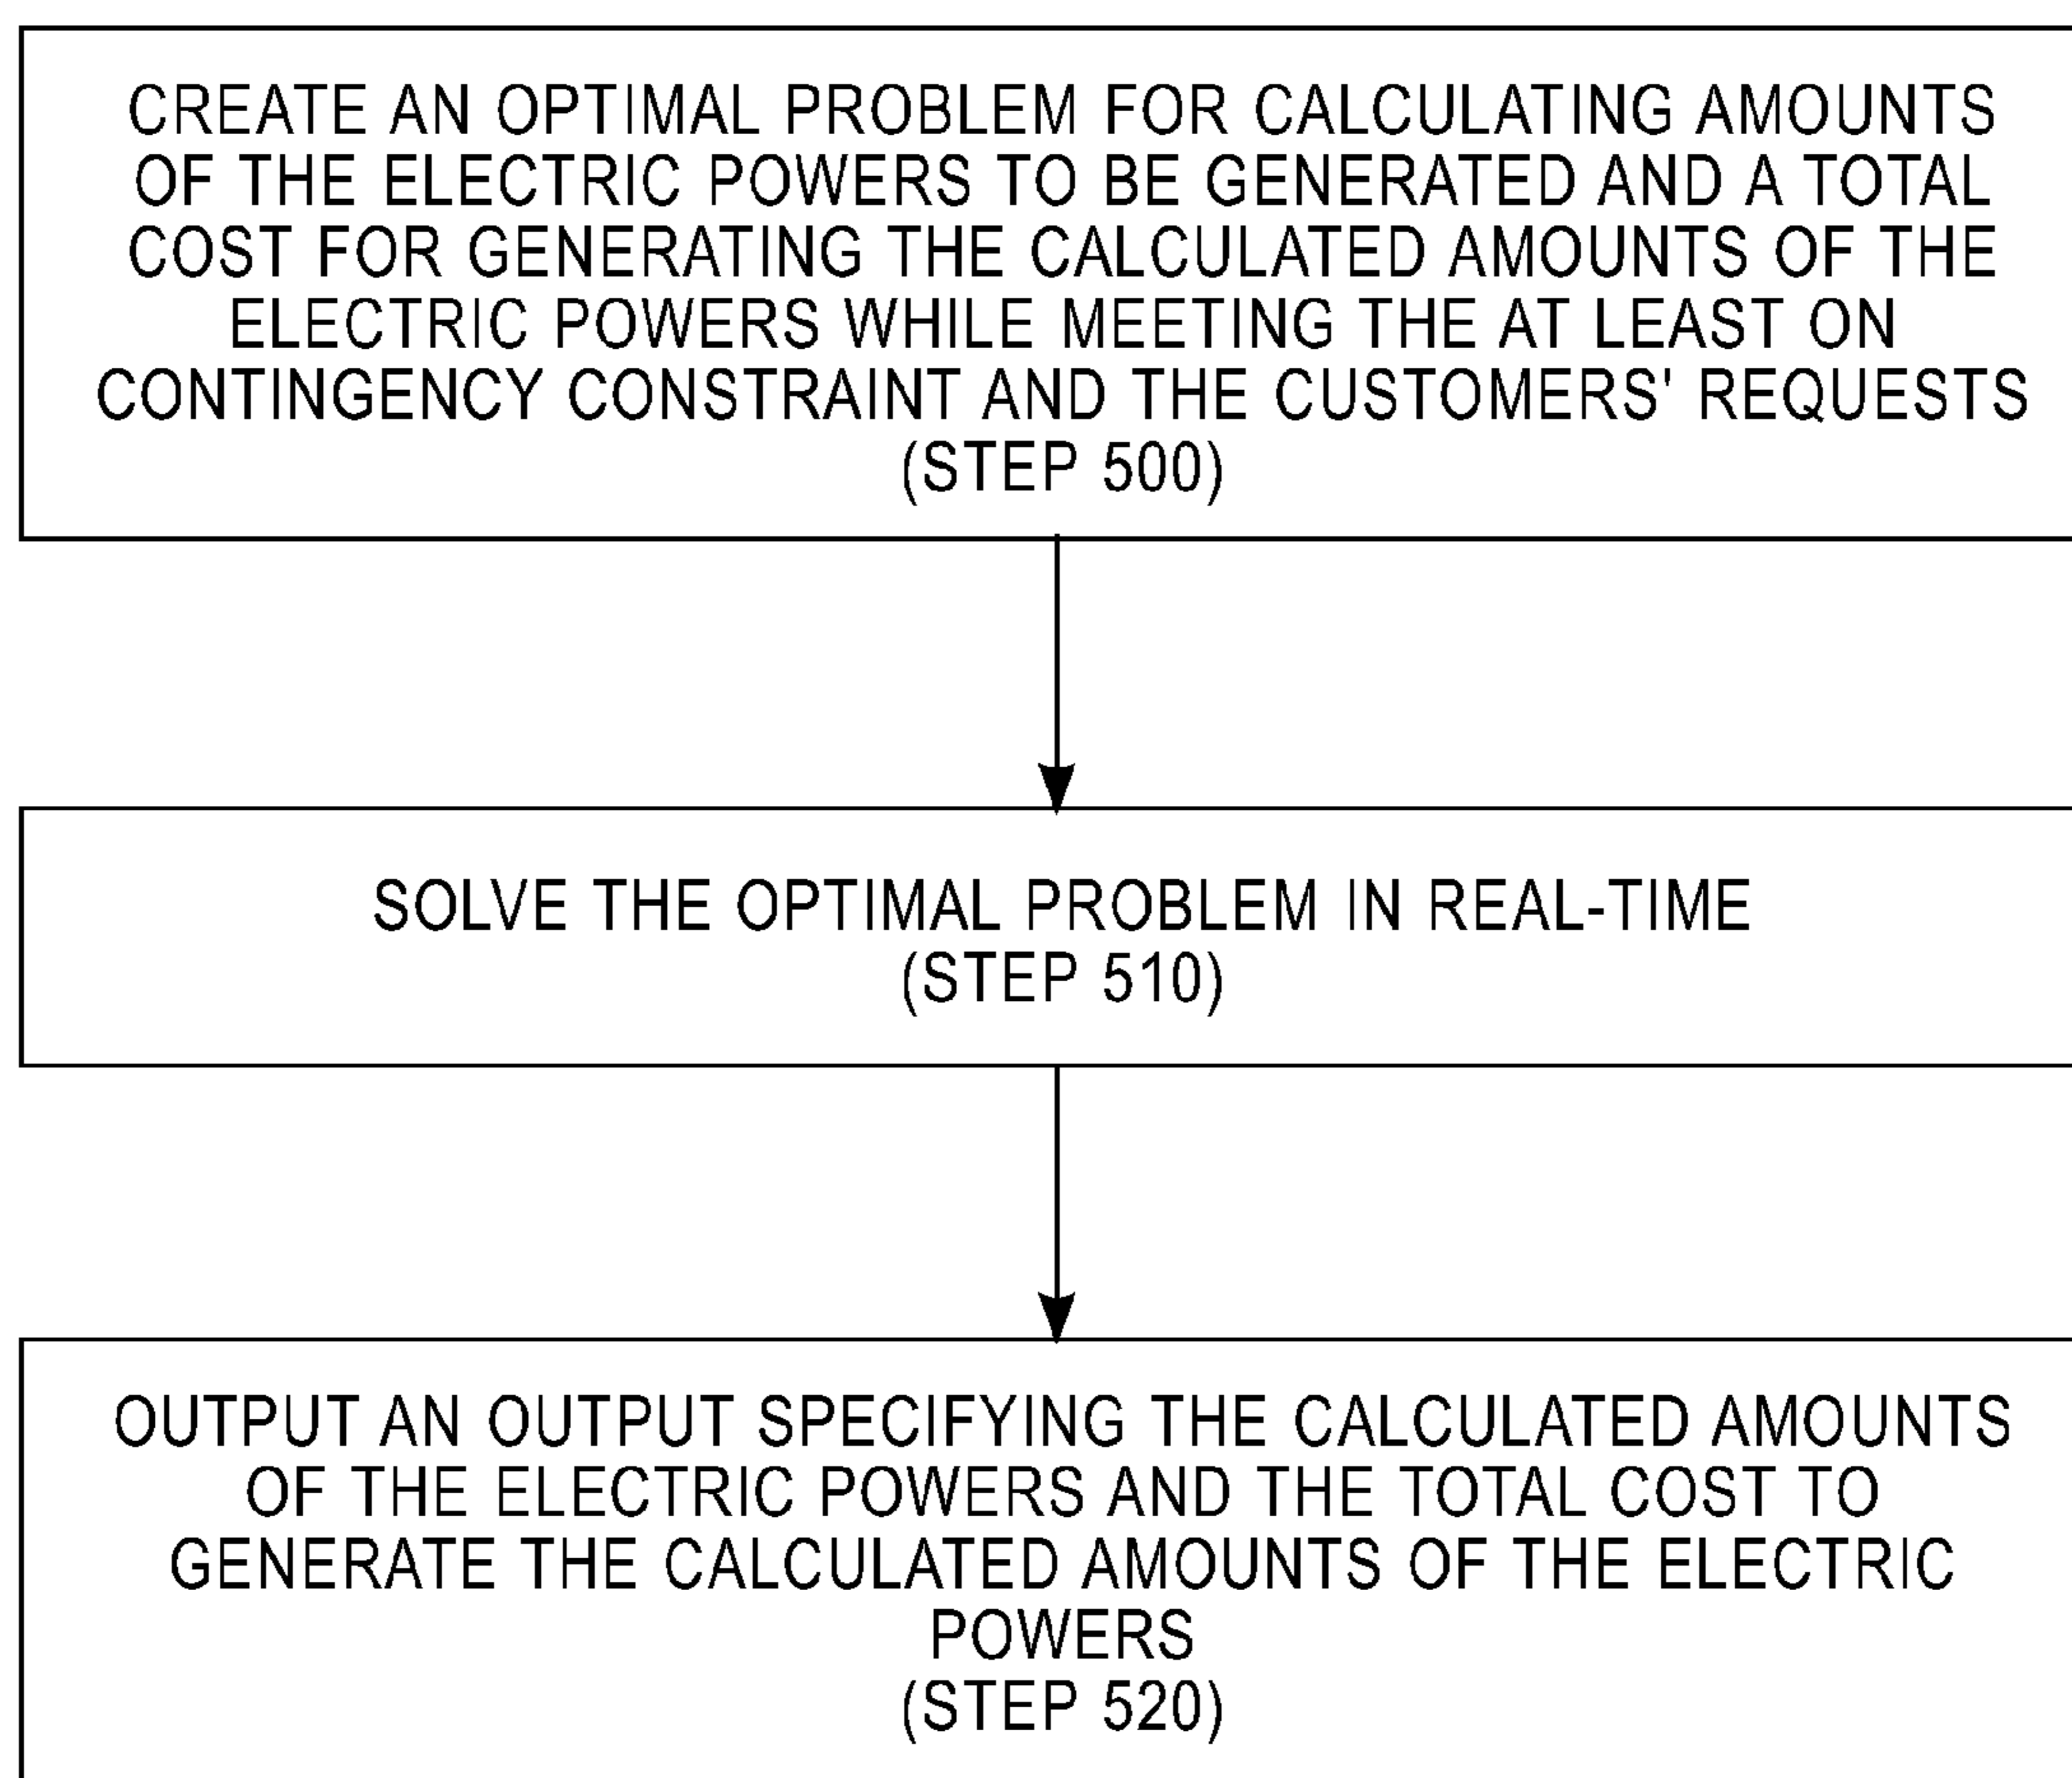 CREATE AN OPTIMAL PROBLEM FOR CALCULATING AMOUNTS
OF THE ELECTRIC POWERS TO BE GENERATED AND A TOTAL
COST FOR GENERATING THE CALCULATED AMOUNTS OF THE
ELECTRIC POWERS WHILE MEETING THE AT LEAST ON
CONTINGENCY CONSTRAINT AND THE CUSTOMERS' REQUESTS
(STEP 500)
SOLVE THE OPTIMAL PROBLEM IN REAL-TIME
(STEP 510)
OUTPUT AN OUTPUT SPECIFYING THE CALCULATED AMOUNTS
OF THE ELECTRIC POWERS AND THE TOTAL COST TO
GENERATE THE CALCULATED AMOUNTS OF THE ELECTRIC
POWERS
(STEP 520)